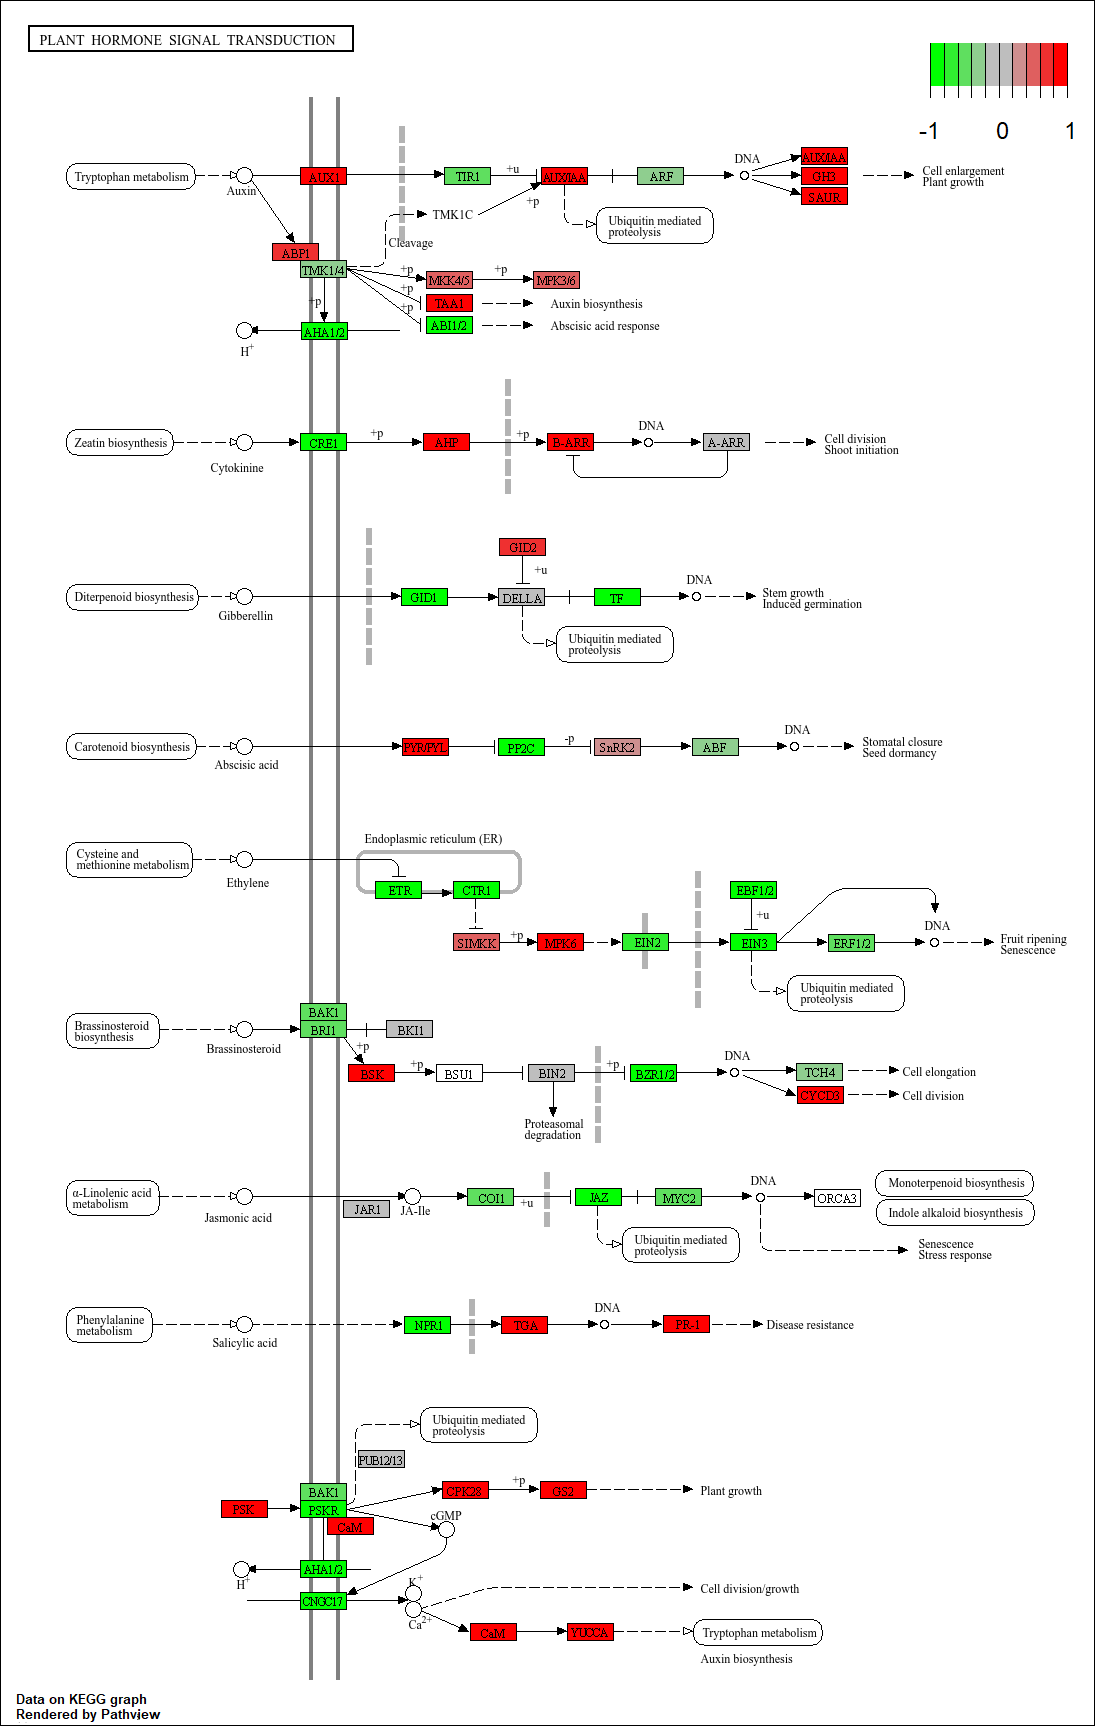 PLANT HORMONE SIGNAL TRANSDUCTION
-1 0 1
Tryptophan metabolism
Auxin
AUX1
TIR1
+u
AUX/IAA
ARF
DNA
AUX/IAA
GH3
SAUR
Cell enlargement
Plant growth
+p
TMK1C
Cleavage
Ubiquitin mediated
proteolysis
ABP1
TMK1/4
+p
MKK4/5
+p
MPK3/6
+p
TAA1
Auxin biosynthesis
+p
ABI1/2
Abscisic acid response
+p
AHA1/2
H+
Zeatin biosynthesis
Cytokinine
CRE1
+p
AHP
+p
B-ARR
DNA
A-ARR
Cell division
Shoot initiation
GID2
+u
Diterpenoid biosynthesis
Gibberellin
GID1
DELLA
TF
DNA
Stem growth
Induced germination
Ubiquitin mediated
proteolysis
Carotenoid biosynthesis
Abscisic acid
PYR/PYL
PP2C
-p
SnRK2
ABF
DNA
Stomatal closure
Seed dormancy
Endoplasmic reticulum (ER)
Cysteine and
methionine metabolism
Ethylene
ETR
CTR1
EBF1/2
+u
SIMKK
+p
MPK6
EIN2
EIN3
ERF1/2
DNA
Fruit ripening
Senescence
Ubiquitin mediated
proteolysis
BAK1
Brassinosteroid
biosynthesis
Brassinosteroid
BRI1
BKI1
+p
BSK
+p
BSU1
BIN2
+p
BZR1/2
DNA
TCH4
Cell elongation
CYCD3
Cell division
Proteasomal
degradation
α-Linolenic acid
metabolism
Jasmonic acid
JAR1
JA-Ile
COI1
+u
JAZ
MYC2
DNA
ORCA3
Monoterpenoid biosynthesis
Indole alkaloid biosynthesis
Ubiquitin mediated
proteolysis
Senescence
Stress response
Phenylalanine
metabolism
Salicylic acid
NPR1
TGA
DNA
PR-1
Disease resistance
Ubiquitin mediated
proteolysis
PUB12/13
BAK1
PSK
PSKR
CPK28
+p
GS2
Plant growth
CaM
cGMP
AHA1/2
H+
K+
Cell division/growth
CNGC17
Ca2+
CaM
YUCCA
Tryptophan metabolism
Auxin biosynthesis
Data on KEGG graph
Rendered by Pathview